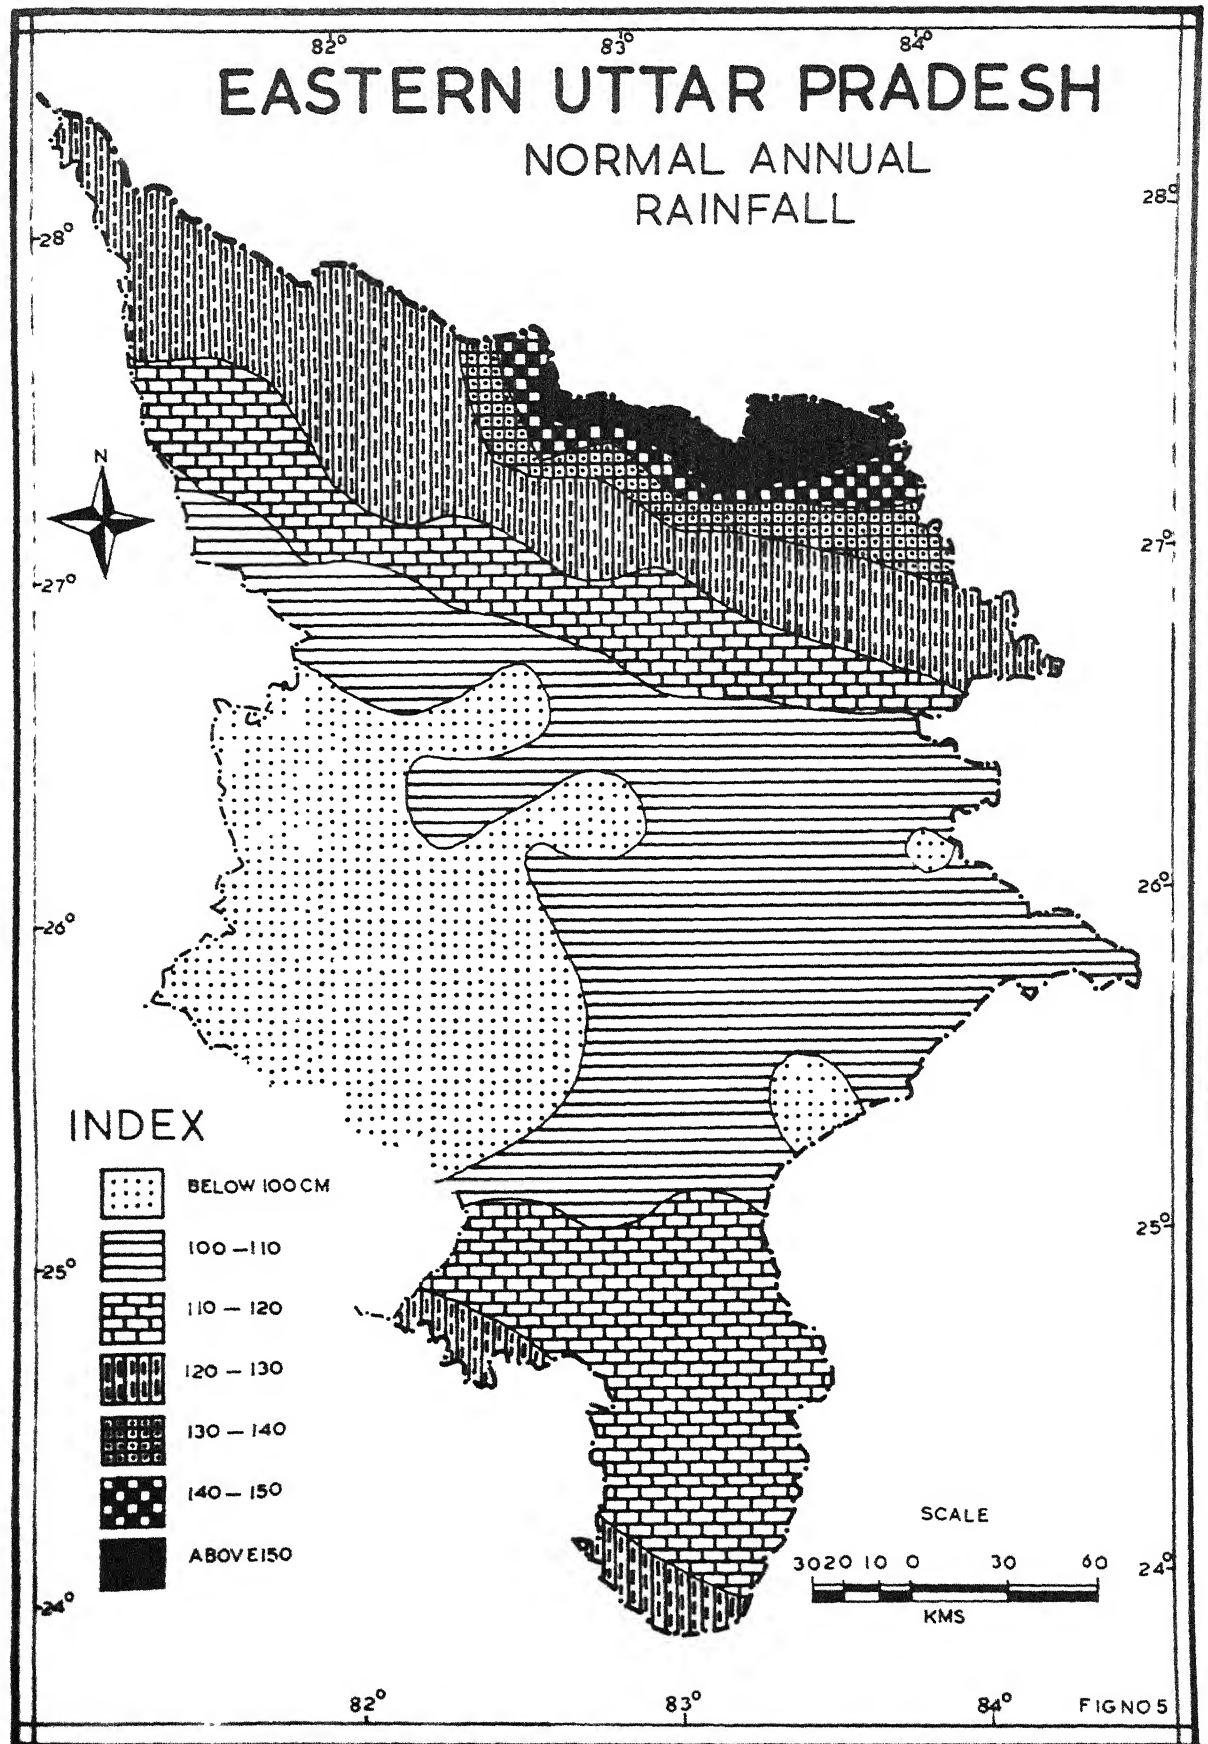 82° 83° 84°
EASTERN UTTAR PRADESH
NORMAL ANNUAL
RAINFALL
28°
28°
N
27°
27°
26°
26°
INDEX
BELOW 100 CM
100 – 110
110 – 120
120 – 130
130 – 140
140 – 150
ABOVE 150
25°
25°
SCALE
30 20 10 0 30 60
KMS
24°
24°
82° 83° 84°
FIG NO 5